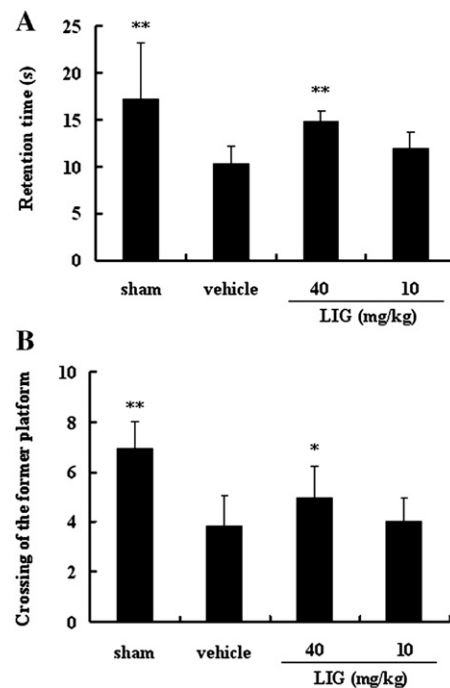 A
Retention time (s)
25
20
15
10
5
0
**
**
sham vehicle 40 10
LIG (mg/kg)
B
Crossing of the former platform
10
8
6
4
2
0
**
*
sham vehicle 40 10
LIG (mg/kg)